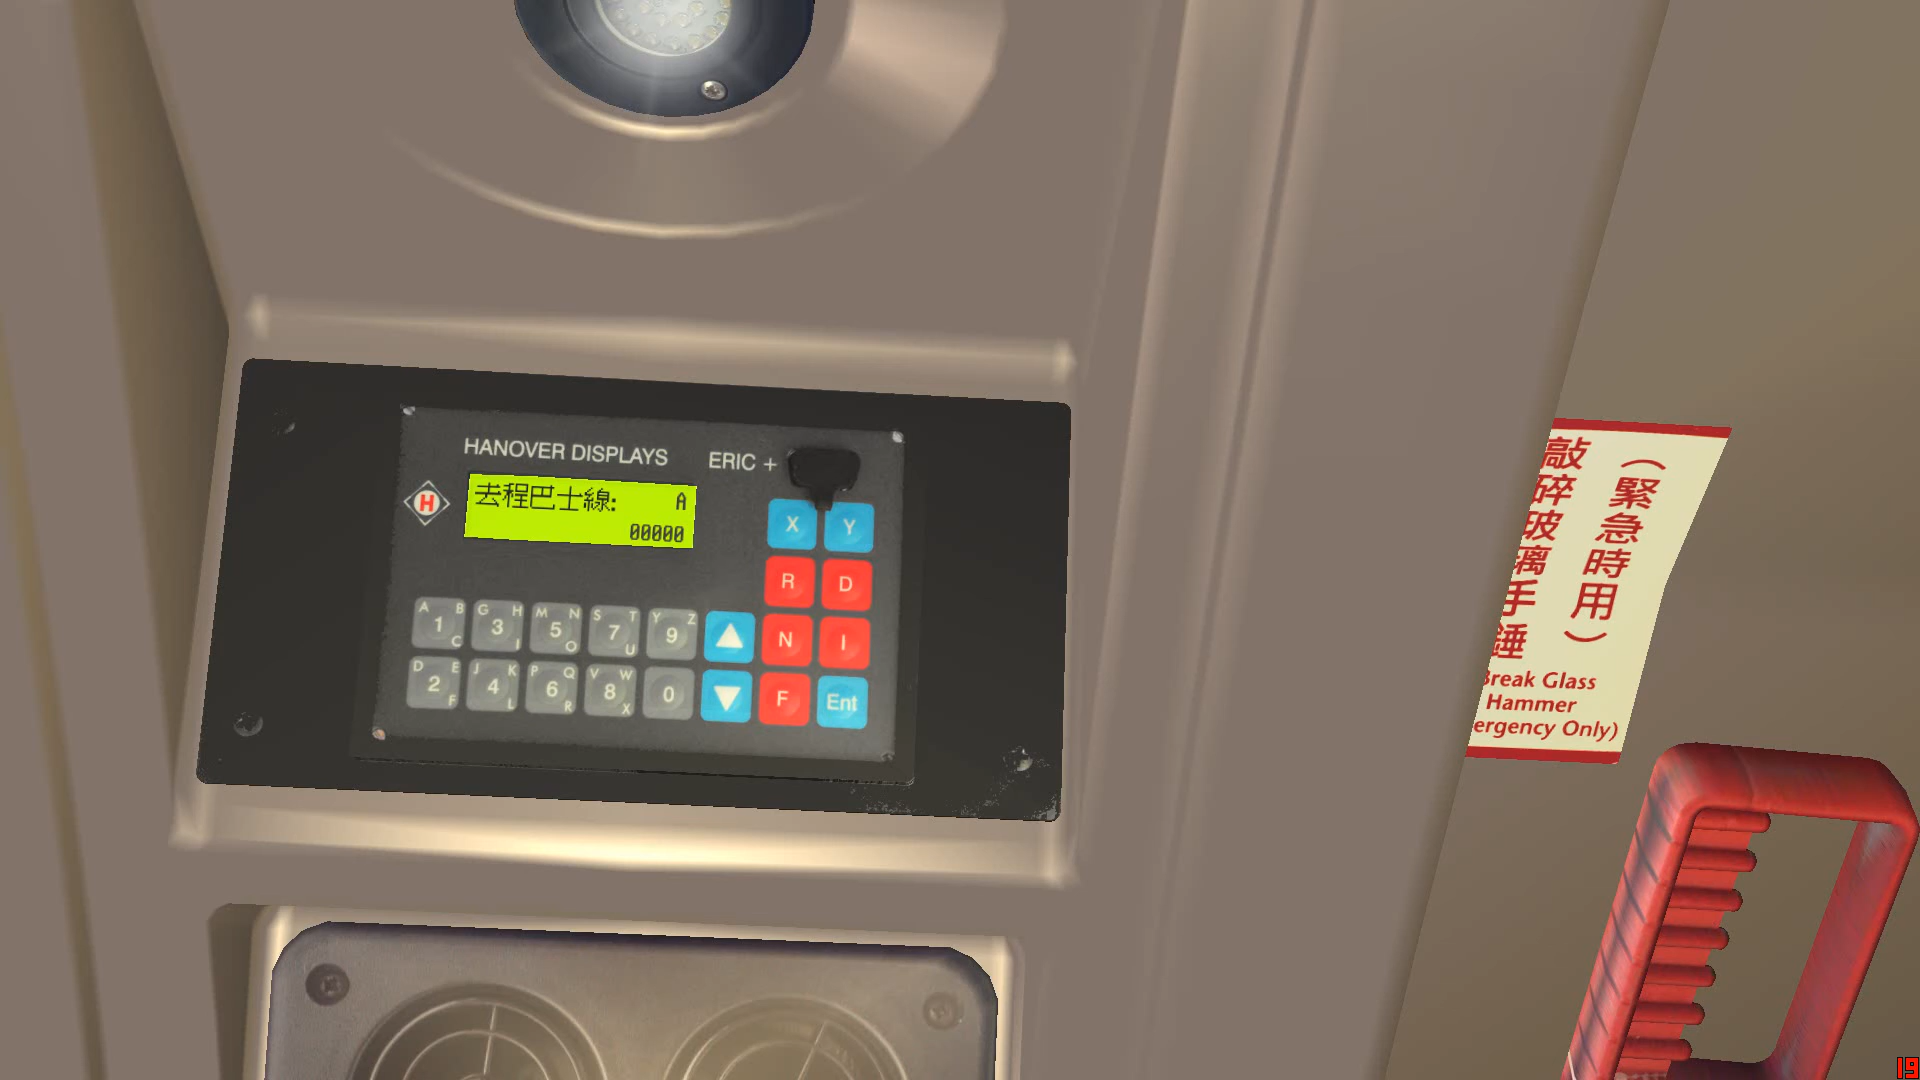 HANOVER DISPLAYS
ERIC +
H
去程巴士線: A
00000
X Y
R D
A B 1 C
G H 3 I
M N 5 O
S T 7 U
Y Z 9
N I
D E 2 F
J K 4 L
P Q 6 R
V W 8 X
0
F Ent
(緊急時用)
敲碎玻璃手錘
Break Glass
Hammer
ergency Only)
19